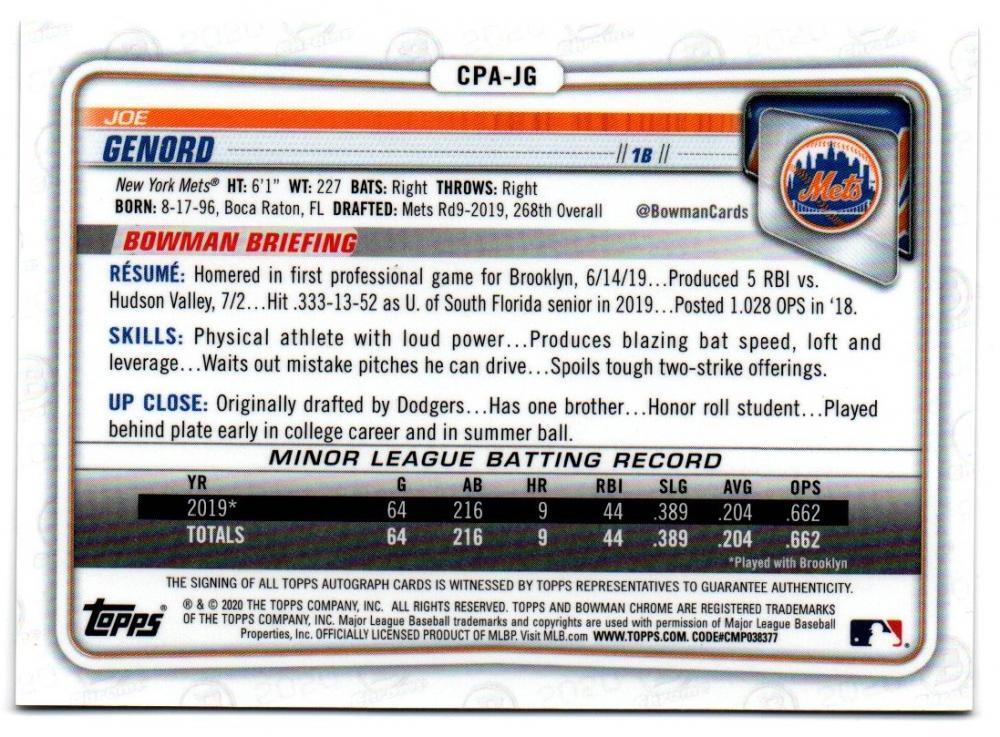 CPA-JG
JOE
GENORD // 1B //
New York Mets® HT: 6'1" WT: 227 BATS: Right THROWS: Right
BORN: 8-17-96, Boca Raton, FL DRAFTED: Mets Rd9-2019, 268th Overall @BowmanCards
Mets
BOWMAN BRIEFING
RÉSUMÉ: Homered in first professional game for Brooklyn, 6/14/19...Produced 5 RBI vs.
Hudson Valley, 7/2...Hit .333-13-52 as U. of South Florida senior in 2019...Posted 1.028 OPS in '18.
SKILLS: Physical athlete with loud power...Produces blazing bat speed, loft and
leverage...Waits out mistake pitches he can drive...Spoils tough two-strike offerings.
UP CLOSE: Originally drafted by Dodgers...Has one brother...Honor roll student...Played
behind plate early in college career and in summer ball.
MINOR LEAGUE BATTING RECORD
YR G AB HR RBI SLG AVG OPS
2019* 64 216 9 44 .389 .204 .662
TOTALS 64 216 9 44 .389 .204 .662
*Played with Brooklyn
THE SIGNING OF ALL TOPPS AUTOGRAPH CARDS IS WITNESSED BY TOPPS REPRESENTATIVES TO GUARANTEE AUTHENTICITY.
Topps® ® & © 2020 THE TOPPS COMPANY, INC. ALL RIGHTS RESERVED. TOPPS AND BOWMAN CHROME ARE REGISTERED TRADEMARKS
OF THE TOPPS COMPANY, INC. Major League Baseball trademarks and copyrights are used with permission of Major League Baseball
Properties, Inc. OFFICIALLY LICENSED PRODUCT OF MLBP. Visit MLB.com WWW.TOPPS.COM. CODE#CMP038377